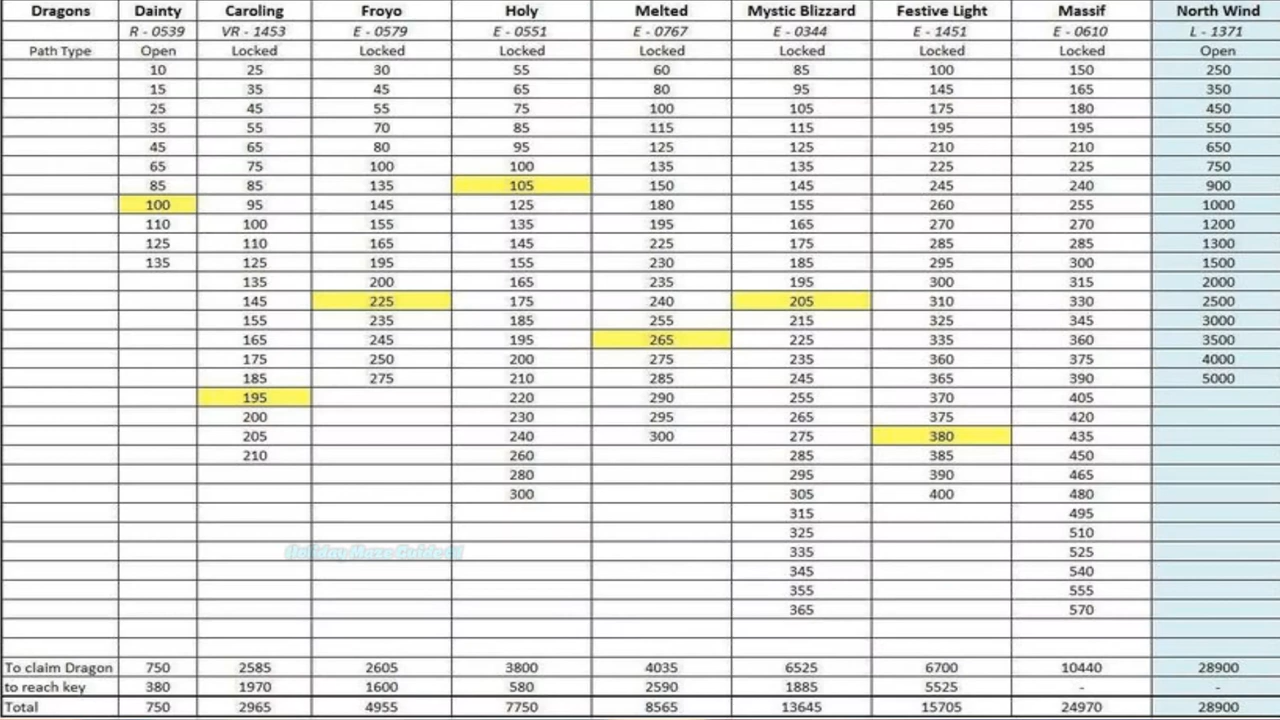 Dragons Dainty Caroling Froyo Holy Melted Mystic Blizzard Festive Light Massif North Wind
R - 0539 VR - 1453 E - 0579 E - 0551 E - 0767 E - 0344 E - 1451 E - 0610 L - 1371
Path Type Open Locked Locked Locked Locked Locked Locked Locked Open
10 25 30 55 60 85 100 150 250
15 35 45 65 80 95 145 165 350
25 45 55 75 100 105 175 180 450
35 55 70 85 115 115 195 195 550
45 65 80 95 125 125 210 210 650
65 75 100 100 135 135 225 225 750
85 85 135 105 150 145 245 240 900
100 95 145 125 180 155 260 255 1000
110 100 155 135 195 165 270 270 1200
125 110 165 145 225 175 285 285 1300
135 125 195 155 230 185 295 300 1500
135 200 165 235 195 300 315 2000
145 225 175 240 205 310 330 2500
155 235 185 255 215 325 345 3000
165 245 195 265 225 335 360 3500
175 250 200 275 235 360 375 4000
185 275 210 285 245 365 390 5000
195 220 290 255 370 405
200 230 295 265 375 420
205 240 300 275 380 435
210 260 285 385 450
280 295 390 465
300 305 400 480
315 495
325 510
Holiday Maze Guide #1
335 525
345 540
355 555
365 570
To claim Dragon 750 2585 2605 3800 4035 6525 6700 10440 28900
to reach key 380 1970 1600 580 2590 1885 5525 - -
Total 750 2965 4955 7750 8565 13645 15705 24970 28900